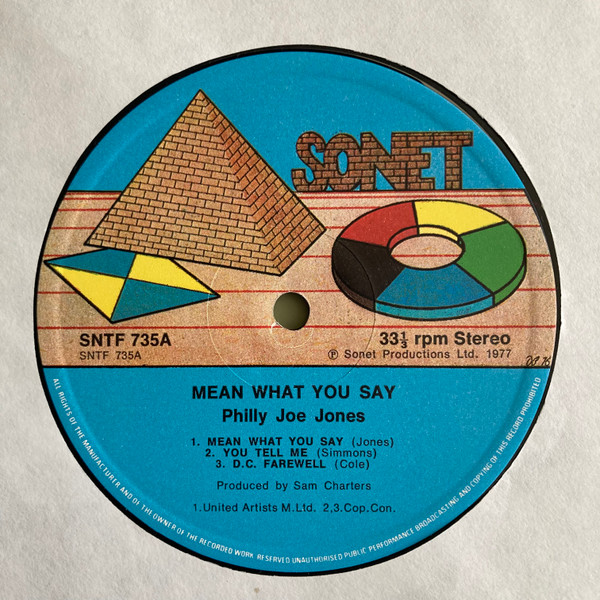 SONET
SNTF 735A
SNTF 735A
33⅓ rpm Stereo
℗ Sonet Productions Ltd. 1977
MEAN WHAT YOU SAY
Philly Joe Jones
1. MEAN WHAT YOU SAY (Jones)
2. YOU TELL ME (Simmons)
3. D.C. FAREWELL (Cole)
Produced by Sam Charters
1.United Artists M.Ltd. 2,3.Cop.Con.
ALL RIGHTS OF THE MANUFACTURER AND OF THE OWNER OF THE RECORDED WORK RESERVED UNAUTHORISED PUBLIC PERFORMANCE BROADCASTING AND COPYING OF THIS RECORD PROHIBITED